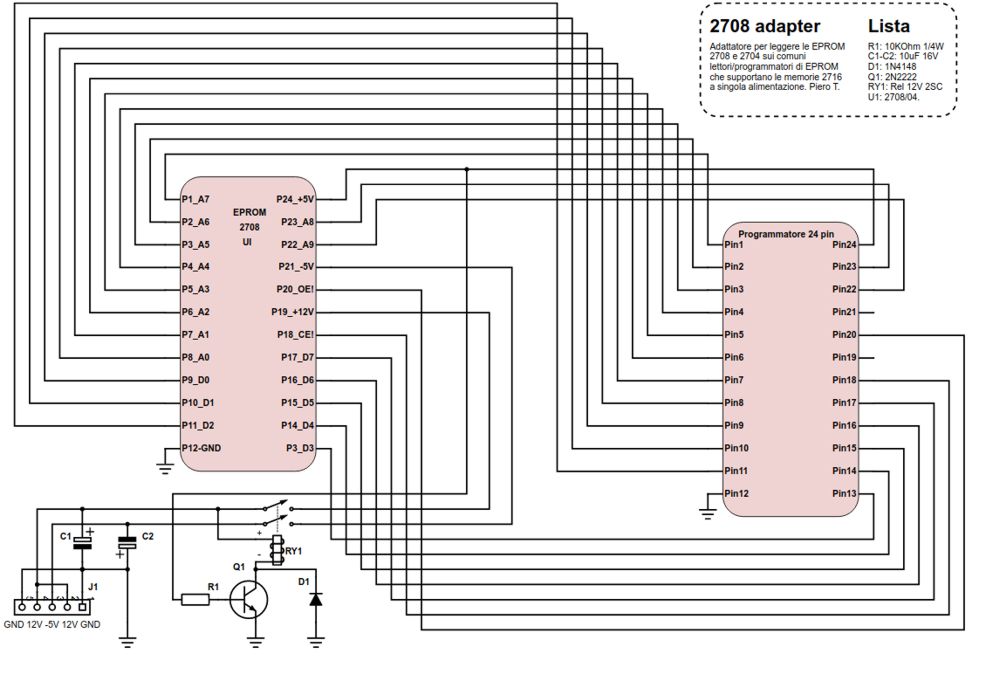 2708 adapter
Adattatore per leggere le EPROM
2708 e 2704 sui comuni
lettori/programmatori di EPROM
che supportano le memorie 2716
a singola alimentazione. Piero T.
Lista
R1: 10KOhm 1/4W
C1-C2: 10uF 16V
D1: 1N4148
Q1: 2N2222
RY1: Rel 12V 2SC
U1: 2708/04.
EPROM
2708
UI
P1_A7
P2_A6
P3_A5
P4_A4
P5_A3
P6_A2
P7_A1
P8_A0
P9_D0
P10_D1
P11_D2
P12-GND
P24_+5V
P23_A8
P22_A9
P21_-5V
P20_OE!
P19_+12V
P18_CE!
P17_D7
P16_D6
P15_D5
P14_D4
P3_D3
Programmatore 24 pin
Pin1
Pin2
Pin3
Pin4
Pin5
Pin6
Pin7
Pin8
Pin9
Pin10
Pin11
Pin12
Pin24
Pin23
Pin22
Pin21
Pin20
Pin19
Pin18
Pin17
Pin16
Pin15
Pin14
Pin13
C1
+
C2
+
+
-
RY1
Q1
R1
D1
J1
GND 12V -5V 12V GND